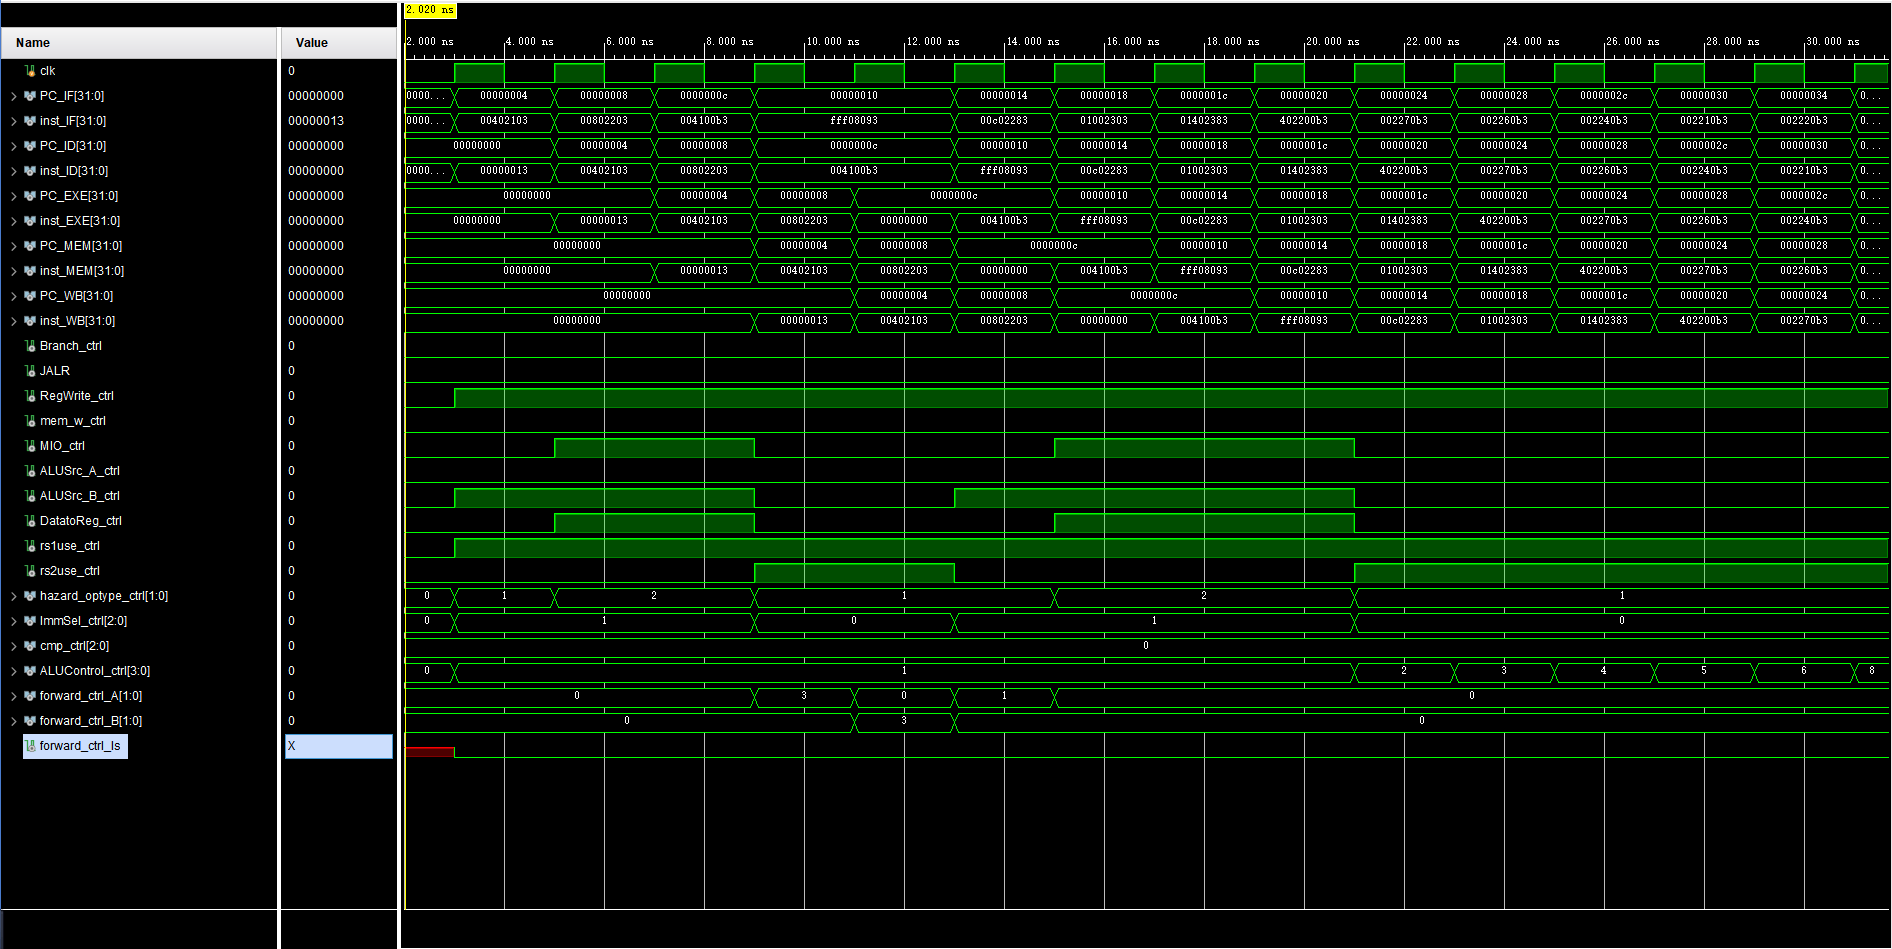 2.020 ns
Name Value
2.000 ns 4.000 ns 6.000 ns 8.000 ns 10.000 ns 12.000 ns 14.000 ns 16.000 ns 18.000 ns 20.000 ns 22.000 ns 24.000 ns 26.000 ns 28.000 ns 30.000 ns
clk 0
PC_IF[31:0] 00000000 0000... 00000004 00000008 0000000c 00000010 00000014 00000018 0000001c 00000020 00000024 00000028 0000002c 00000030 00000034 0...
inst_IF[31:0] 00000013 0000... 00402103 00802203 004100b3 fff08093 00c02283 01002303 01402383 402200b3 002270b3 002260b3 002240b3 002210b3 002220b3 0...
PC_ID[31:0] 00000000 00000000 00000004 00000008 0000000c 00000010 00000014 00000018 0000001c 00000020 00000024 00000028 0000002c 00000030 0...
inst_ID[31:0] 00000000 0000... 00000013 00402103 00802203 004100b3 fff08093 00c02283 01002303 01402383 402200b3 002270b3 002260b3 002240b3 002210b3 0...
PC_EXE[31:0] 00000000 00000000 00000004 00000008 0000000c 00000010 00000014 00000018 0000001c 00000020 00000024 00000028 0000002c 0...
inst_EXE[31:0] 00000000 00000000 00000013 00402103 00802203 00000000 004100b3 fff08093 00c02283 01002303 01402383 402200b3 002270b3 002260b3 002240b3 0...
PC_MEM[31:0] 00000000 00000000 00000004 00000008 0000000c 00000010 00000014 00000018 0000001c 00000020 00000024 00000028 0...
inst_MEM[31:0] 00000000 00000000 00000013 00402103 00802203 00000000 004100b3 fff08093 00c02283 01002303 01402383 402200b3 002270b3 002260b3 0...
PC_WB[31:0] 00000000 00000000 00000004 00000008 0000000c 00000010 00000014 00000018 0000001c 00000020 00000024 0...
inst_WB[31:0] 00000000 00000000 00000013 00402103 00802203 00000000 004100b3 fff08093 00c02283 01002303 01402383 402200b3 002270b3 0...
Branch_ctrl 0
JALR 0
RegWrite_ctrl 0
mem_w_ctrl 0
MIO_ctrl 0
ALUSrc_A_ctrl 0
ALUSrc_B_ctrl 0
DatatoReg_ctrl 0
rs1use_ctrl 0
rs2use_ctrl 0
hazard_optype_ctrl[1:0] 0 0 1 2 1 2 1
ImmSel_ctrl[2:0] 0 0 1 0 1 0
cmp_ctrl[2:0] 0 0
ALUControl_ctrl[3:0] 0 0 1 2 3 4 5 6 8
forward_ctrl_A[1:0] 0 0 3 0 1 0
forward_ctrl_B[1:0] 0 0 3 0
forward_ctrl_ls X